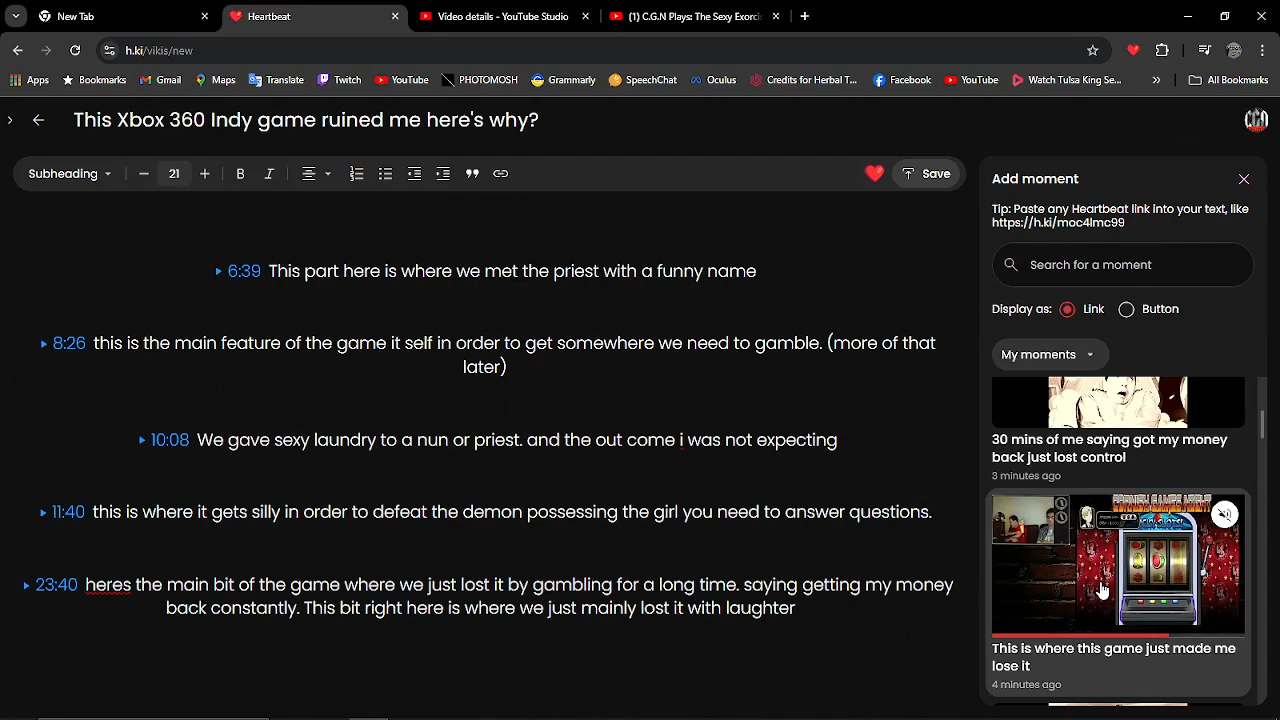 New Tab
Heartbeat
Video details - YouTube Studio
(1) C.G.N Plays: The Sexy Exorcis
h.ki/vikis/new
Apps
Bookmarks
Gmail
Maps
Translate
Twitch
YouTube
PHOTOMOSH
Grammarly
SpeechChat
Oculus
Credits for Herbal T...
Facebook
YouTube
Watch Tulsa King Se...
All Bookmarks
This Xbox 360 Indy game ruined me here's why?
Subheading
21
B
I
Save
6:39 This part here is where we met the priest with a funny name
8:26 this is the main feature of the game it self in order to get somewhere we need to gamble. (more of that
later)
10:08 We gave sexy laundry to a nun or priest. and the out come i was not expecting
11:40 this is where it gets silly in order to defeat the demon possessing the girl you need to answer questions.
23:40 heres the main bit of the game where we just lost it by gambling for a long time. saying getting my money
back constantly. This bit right here is where we just mainly lost it with laughter
Add moment
Tip: Paste any Heartbeat link into your text, like
https://h.ki/moc4lmc99
Search for a moment
Display as:
Link
Button
My moments
30 mins of me saying got my money
back just lost control
3 minutes ago
This is where this game just made me
lose it
4 minutes ago